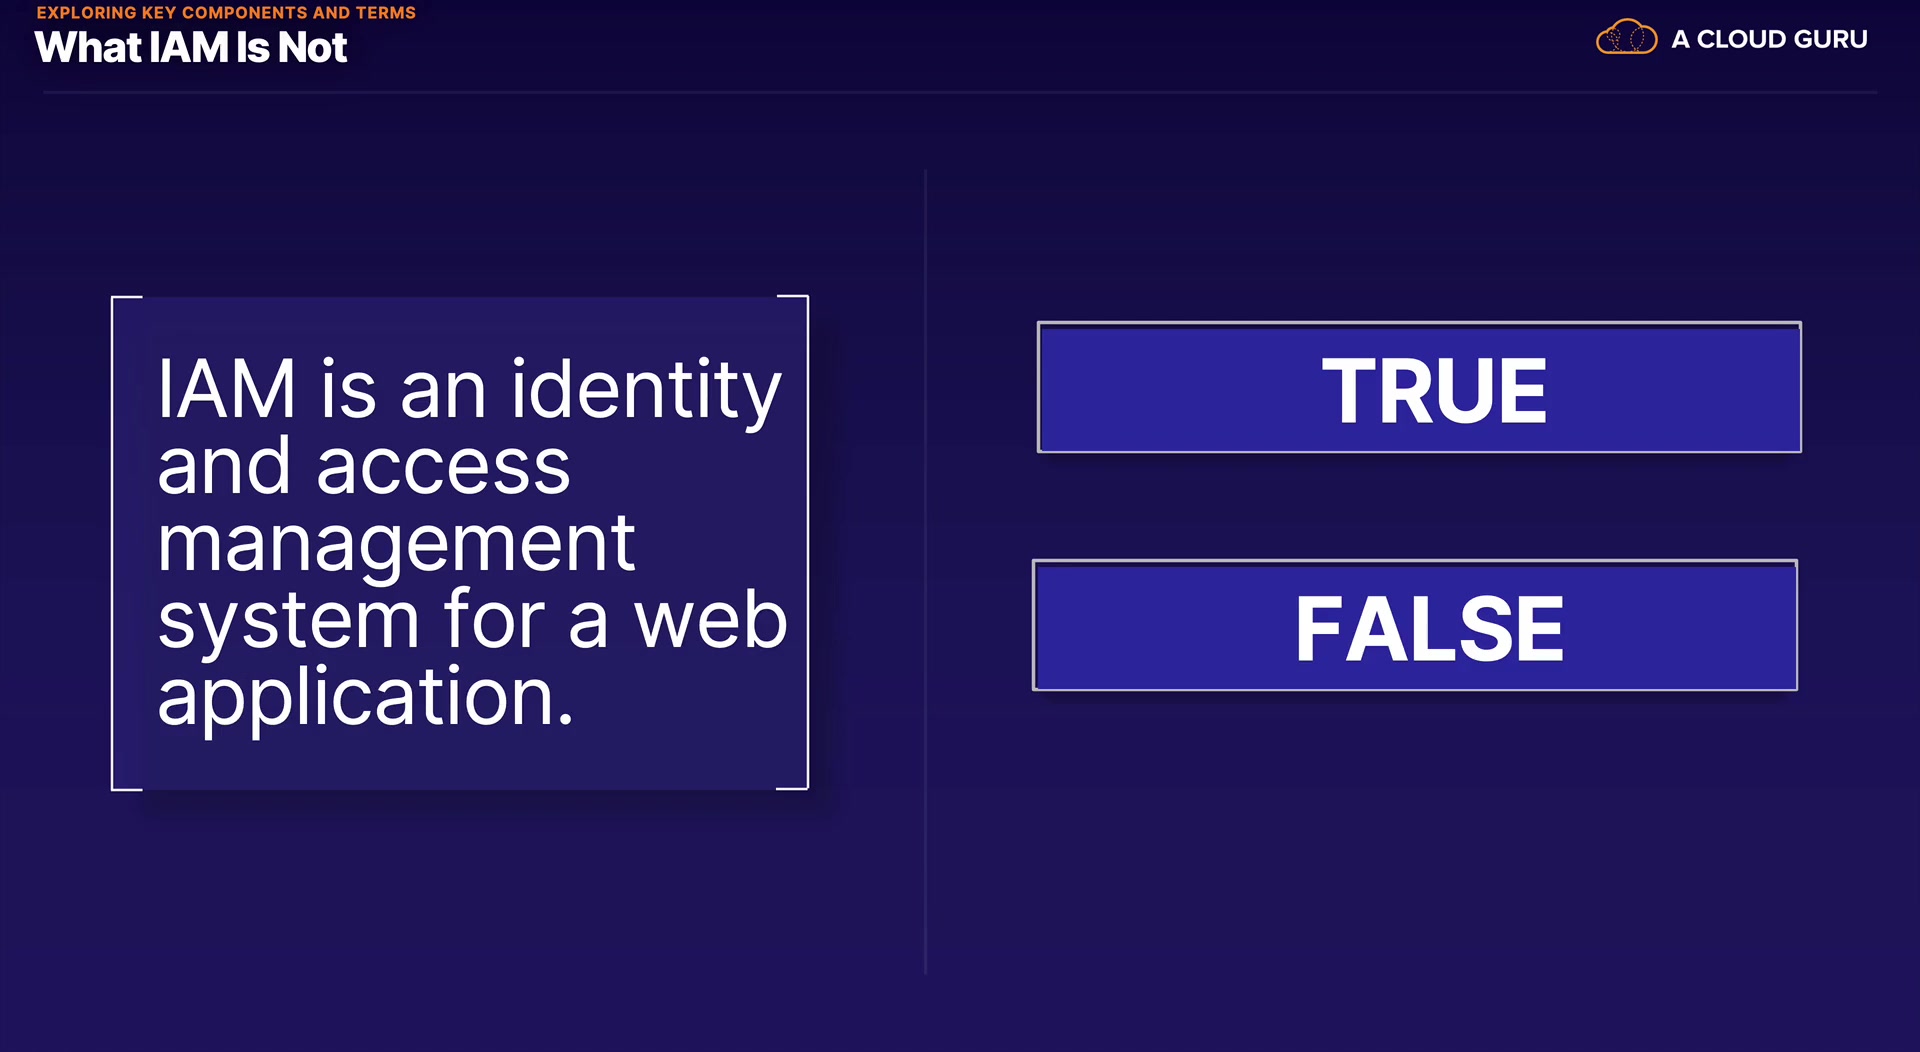 EXPLORING KEY COMPONENTS AND TERMS
What IAM Is Not
A CLOUD GURU
IAM is an identity
and access
management
system for a web
application.
TRUE
FALSE